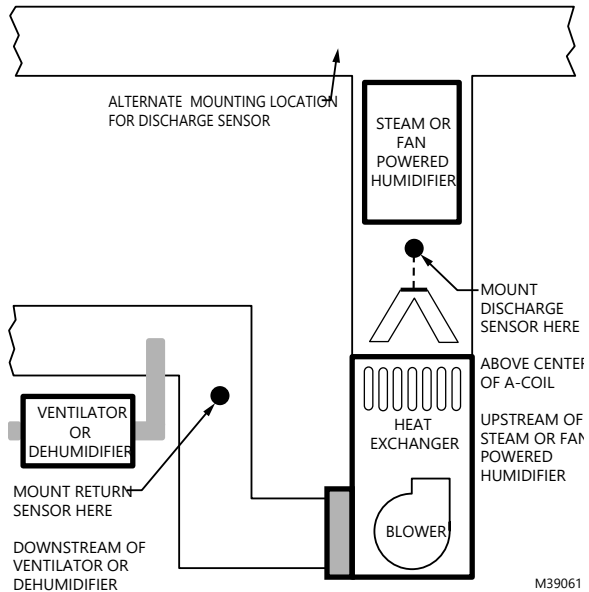 ALTERNATE MOUNTING LOCATION
FOR DISCHARGE SENSOR
STEAM OR
FAN
POWERED
HUMIDIFIER
MOUNT
DISCHARGE
SENSOR HERE
ABOVE CENTER
OF A-COIL
UPSTREAM OF
STEAM OR FAN
POWERED
HUMIDIFIER
HEAT
EXCHANGER
BLOWER
VENTILATOR
OR
DEHUMIDIFIER
MOUNT RETURN
SENSOR HERE
DOWNSTREAM OF
VENTILATOR OR
DEHUMIDIFIER
M39061